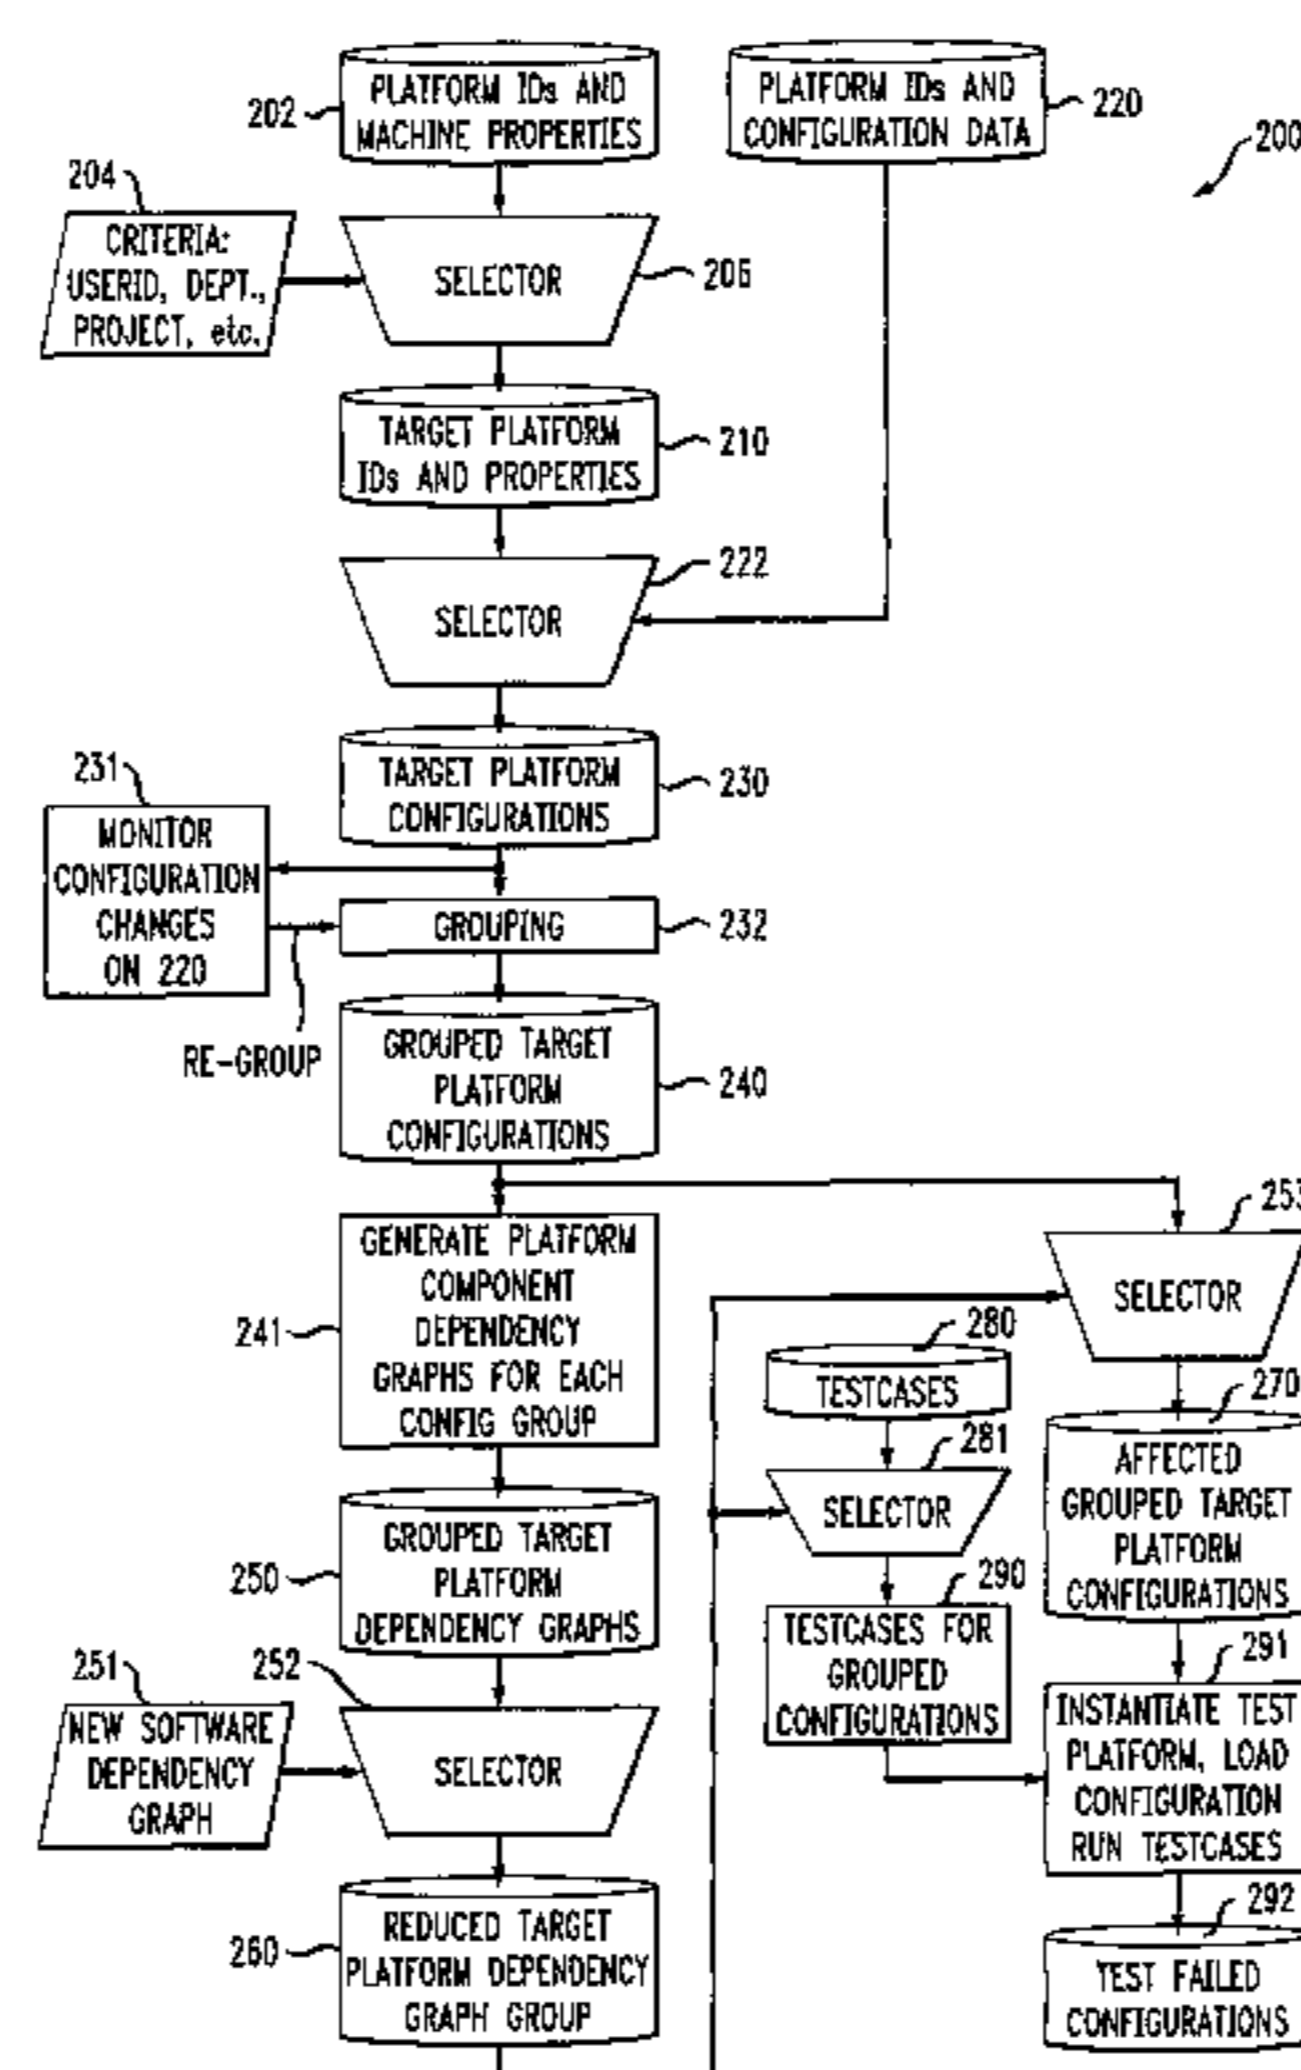 PLATFORM IDs AND
MACHINE PROPERTIES
202
PLATFORM IDs AND
CONFIGURATION DATA
220
200
204
CRITERIA:
USERID, DEPT.,
PROJECT, etc.
SELECTOR
206
TARGET PLATFORM
IDs AND PROPERTIES
210
222
SELECTOR
TARGET PLATFORM
CONFIGURATIONS
230
231
MONITOR
CONFIGURATION
CHANGES
ON 220
GROUPING
232
RE-GROUP
GROUPED TARGET
PLATFORM
CONFIGURATIONS
240
253
SELECTOR
GENERATE PLATFORM
COMPONENT
DEPENDENCY
GRAPHS FOR EACH
CONFIG GROUP
241
280
TESTCASES
270
AFFECTED
GROUPED TARGET
PLATFORM
CONFIGURATIONS
281
SELECTOR
GROUPED TARGET
PLATFORM
DEPENDENCY GRAPHS
250
290
TESTCASES FOR
GROUPED
CONFIGURATIONS
291
INSTANTIATE TEST
PLATFORM, LOAD
CONFIGURATION
RUN TESTCASES
251
NEW SOFTWARE
DEPENDENCY
GRAPH
252
SELECTOR
REDUCED TARGET
PLATFORM DEPENDENCY
GRAPH GROUP
260
292
TEST FAILED
CONFIGURATIONS